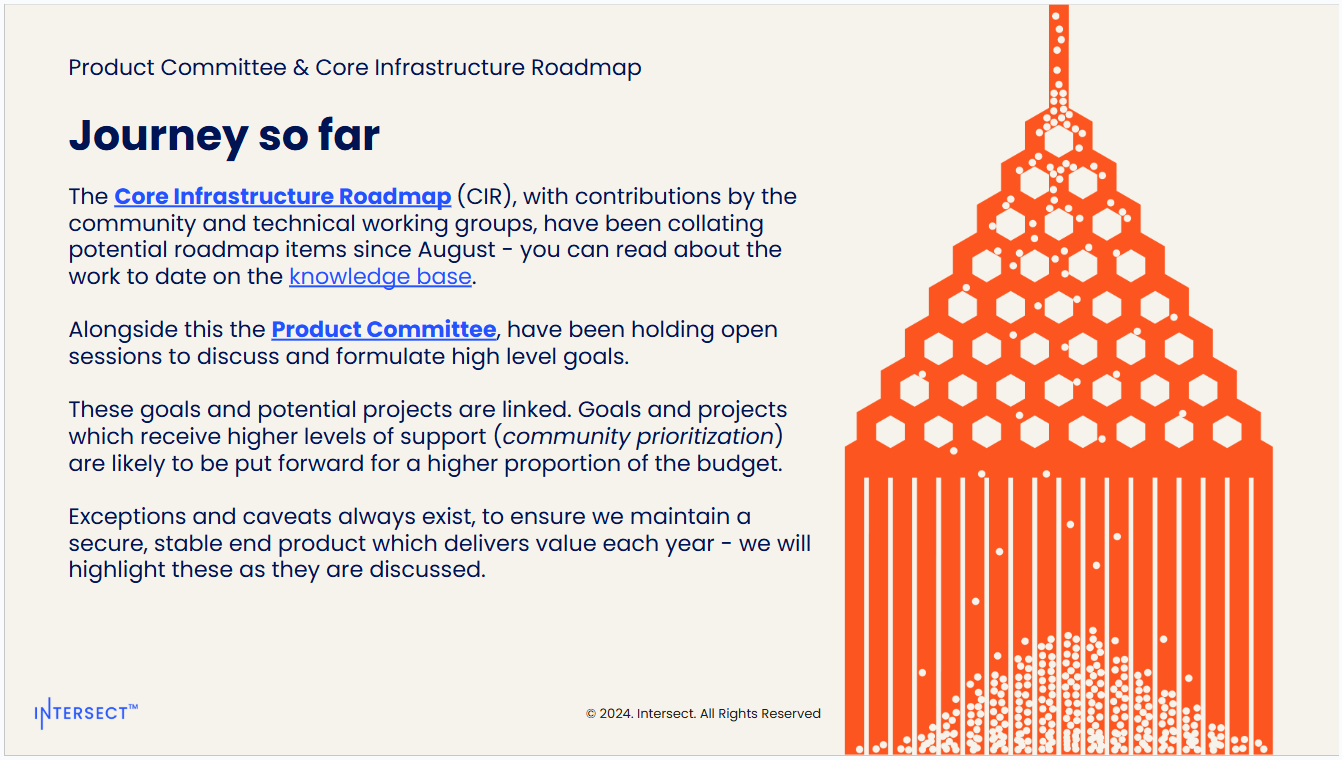 Product Committee & Core Infrastructure Roadmap
Journey so far
The Core Infrastructure Roadmap (CIR), with contributions by the
community and technical working groups, have been collating
potential roadmap items since August - you can read about the
work to date on the knowledge base.
Alongside this the Product Committee, have been holding open
sessions to discuss and formulate high level goals.
These goals and potential projects are linked. Goals and projects
which receive higher levels of support (community prioritization)
are likely to be put forward for a higher proportion of the budget.
Exceptions and caveats always exist, to ensure we maintain a
secure, stable end product which delivers value each year - we will
highlight these as they are discussed.
INTERSECT™
© 2024. Intersect. All Rights Reserved